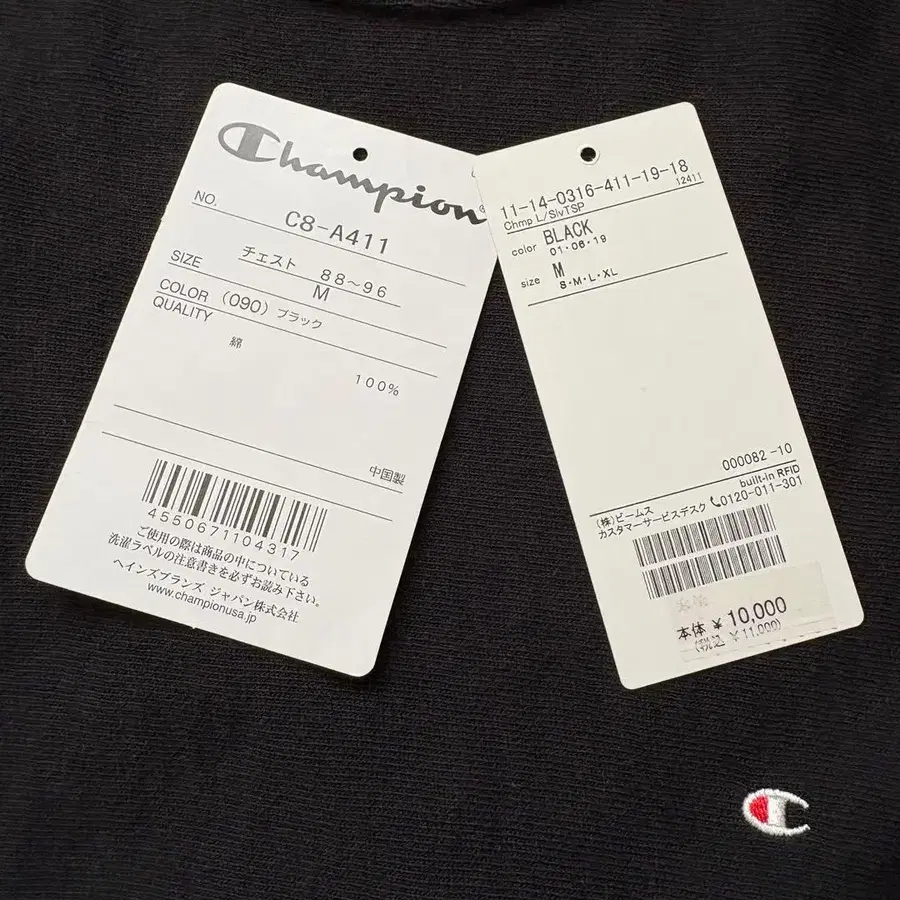 Champion
NO. C8-A411
SIZE チェスト 88～96
M
COLOR (090) ブラック
QUALITY
綿
100%
中国製
4550671104317
ご使用の際は商品の中についている
洗濯ラベルの注意書きを必ずお読み下さい。
ヘインズブランズ ジャパン株式会社
www.championusa.jp
11-14-0316-411-19-18
Chmp L/SlvTSP 12411
color BLACK
01・06・19
size M
S・M・L・XL
000082-10
built-in RFID
(株)ビームス
カスタマーサービスデスク 0120-011-301
本体 ¥10,000
(税込 ¥11,000)